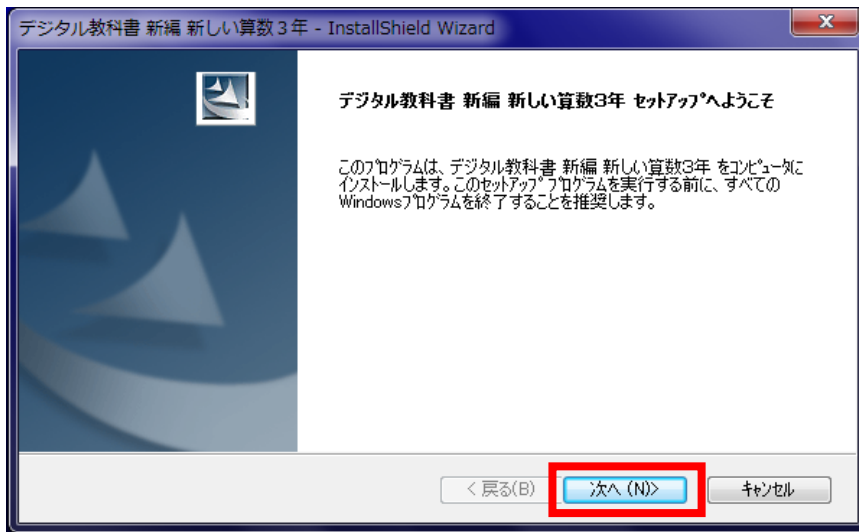 デジタル教科書 新編 新しい算数３年 - InstallShield Wizard
デジタル教科書 新編 新しい算数3年 セットアップへようこそ
このプログラムは、デジタル教科書 新編 新しい算数3年 をコンピュータに
インストールします。このセットアップ プログラムを実行する前に、すべての
Windowsプログラムを終了することを推奨します。
< 戻る(B)
次へ (N)>
キャンセル